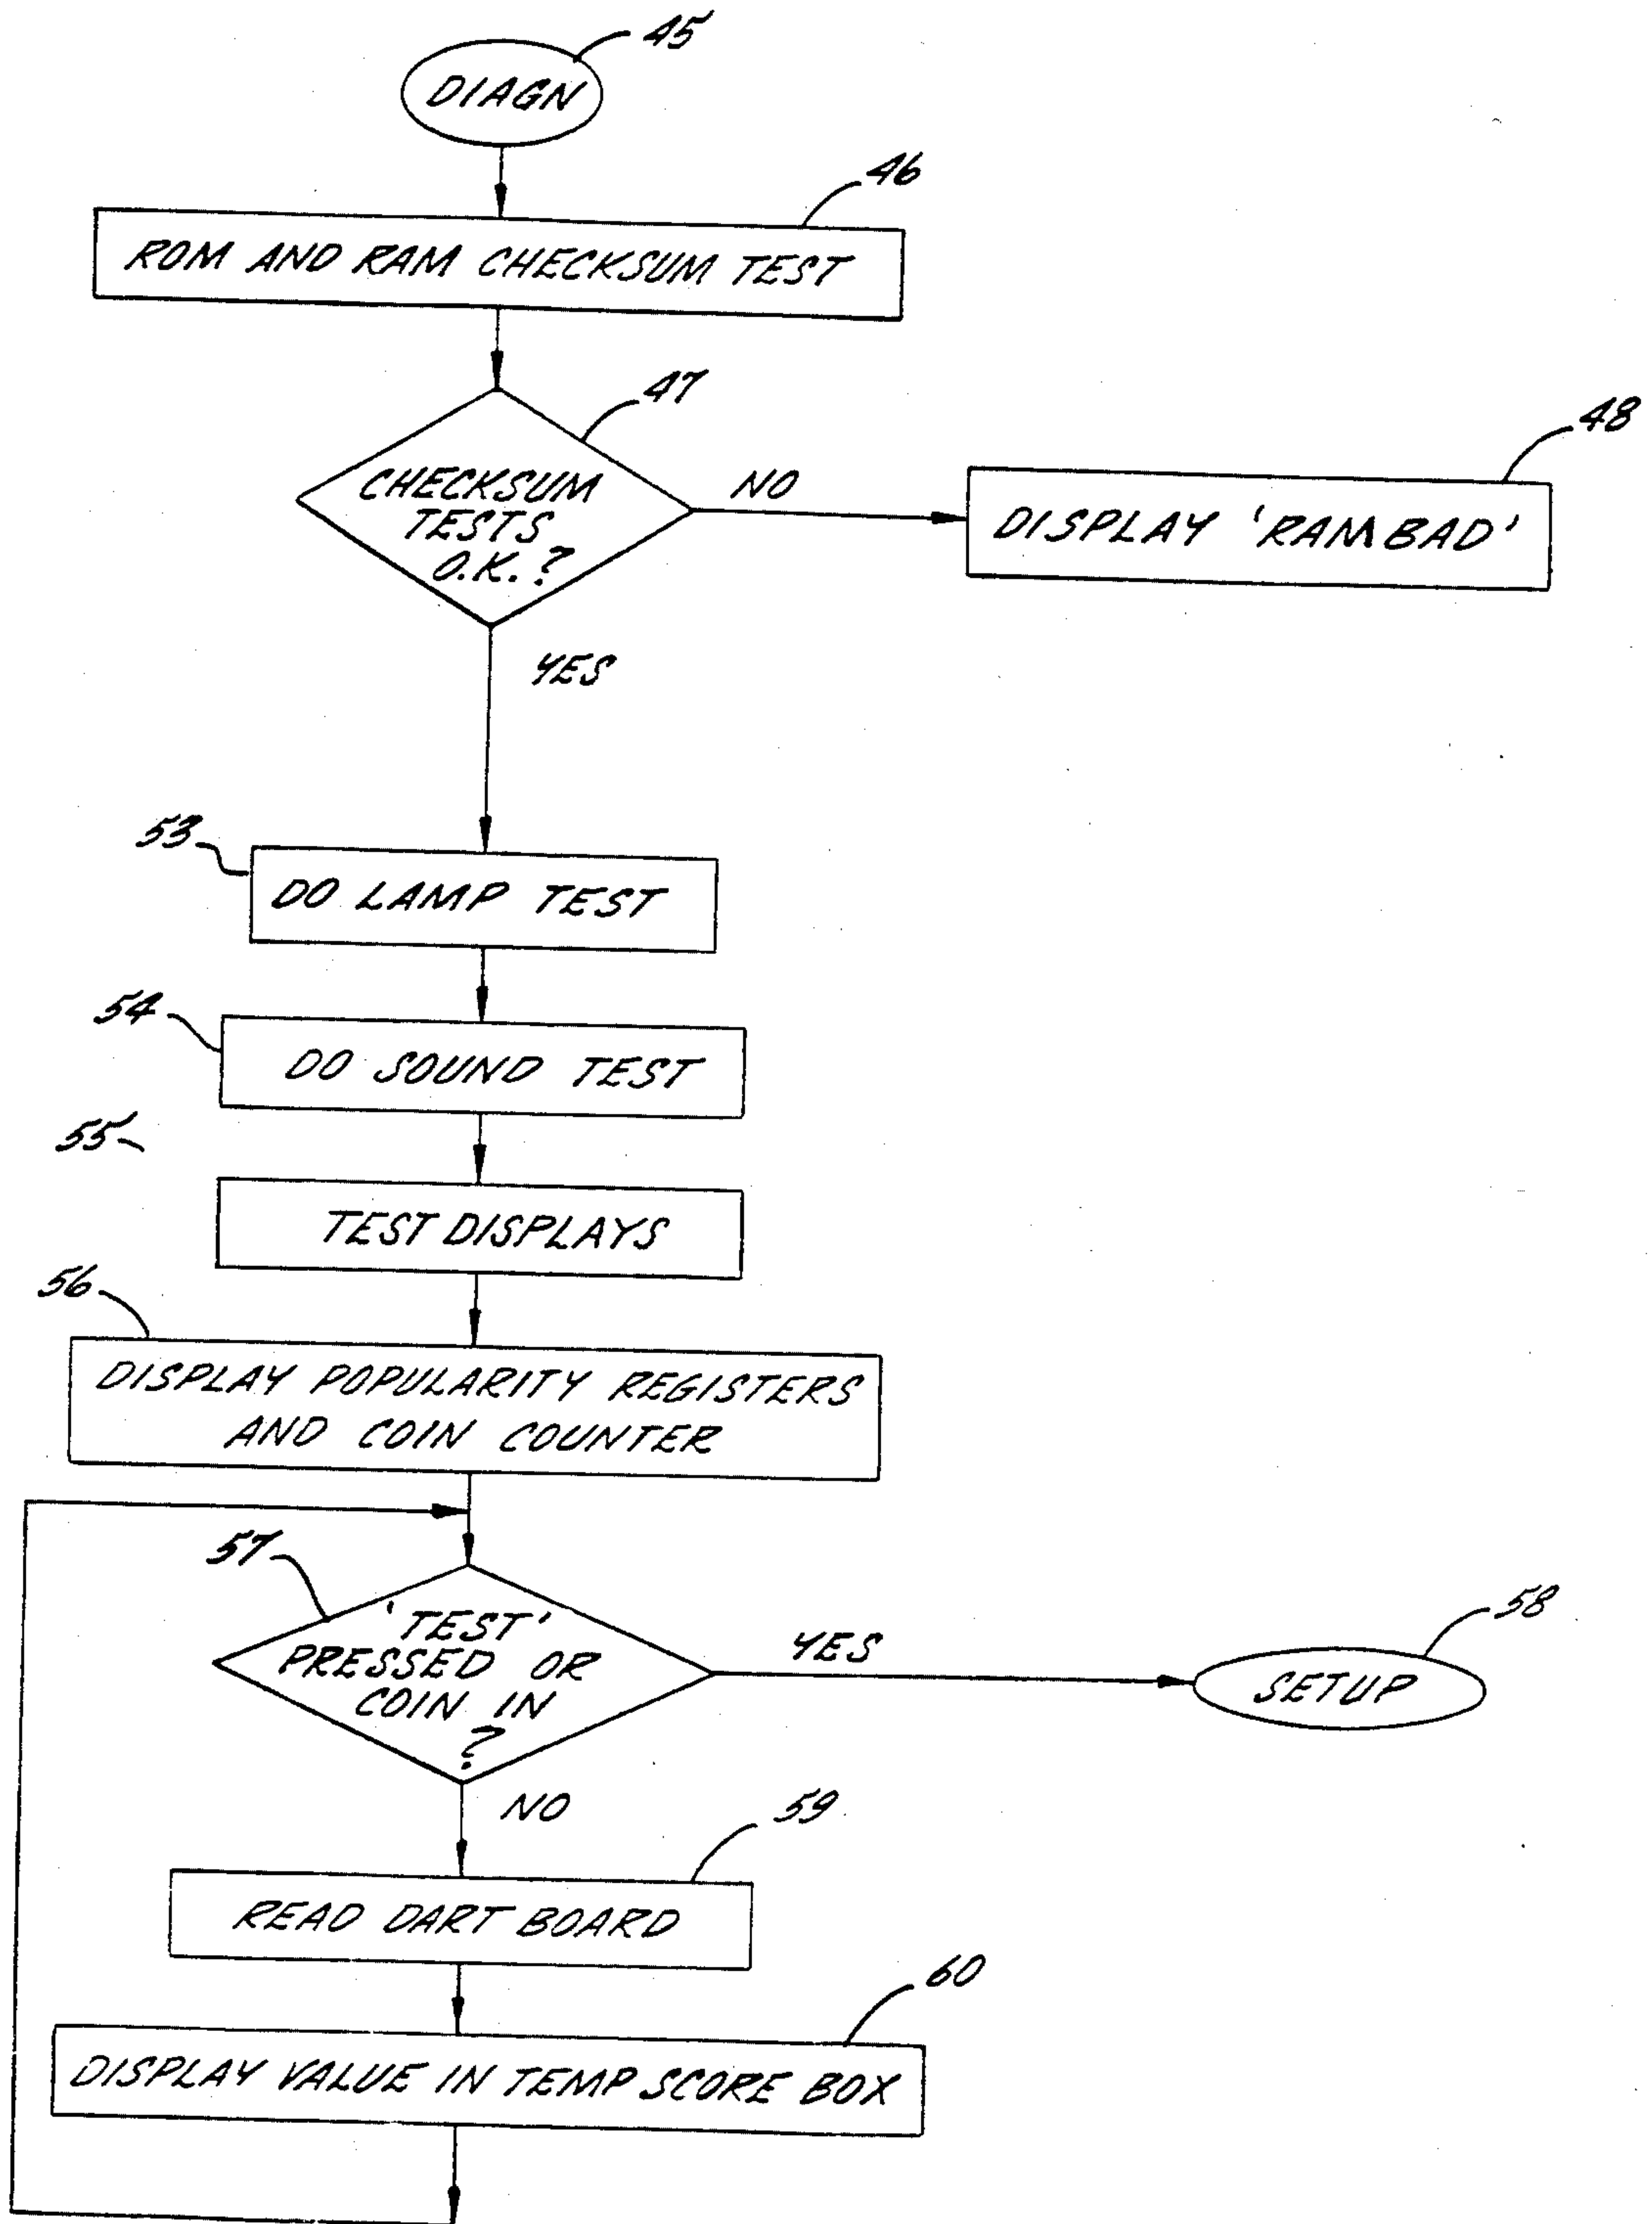 45
DIAGN
46
ROM AND RAM CHECKSUM TEST
47
48
CHECKSUM
TESTS
O.K.?
NO
DISPLAY 'RAM BAD'
YES
53
DO LAMP TEST
54
DO SOUND TEST
55
TEST DISPLAYS
56
DISPLAY POPULARITY REGISTERS
AND COIN COUNTER
57
'TEST'
PRESSED OR
COIN IN
?
YES
58
SETUP
NO
59
READ DART BOARD
60
DISPLAY VALUE IN TEMP SCORE BOX